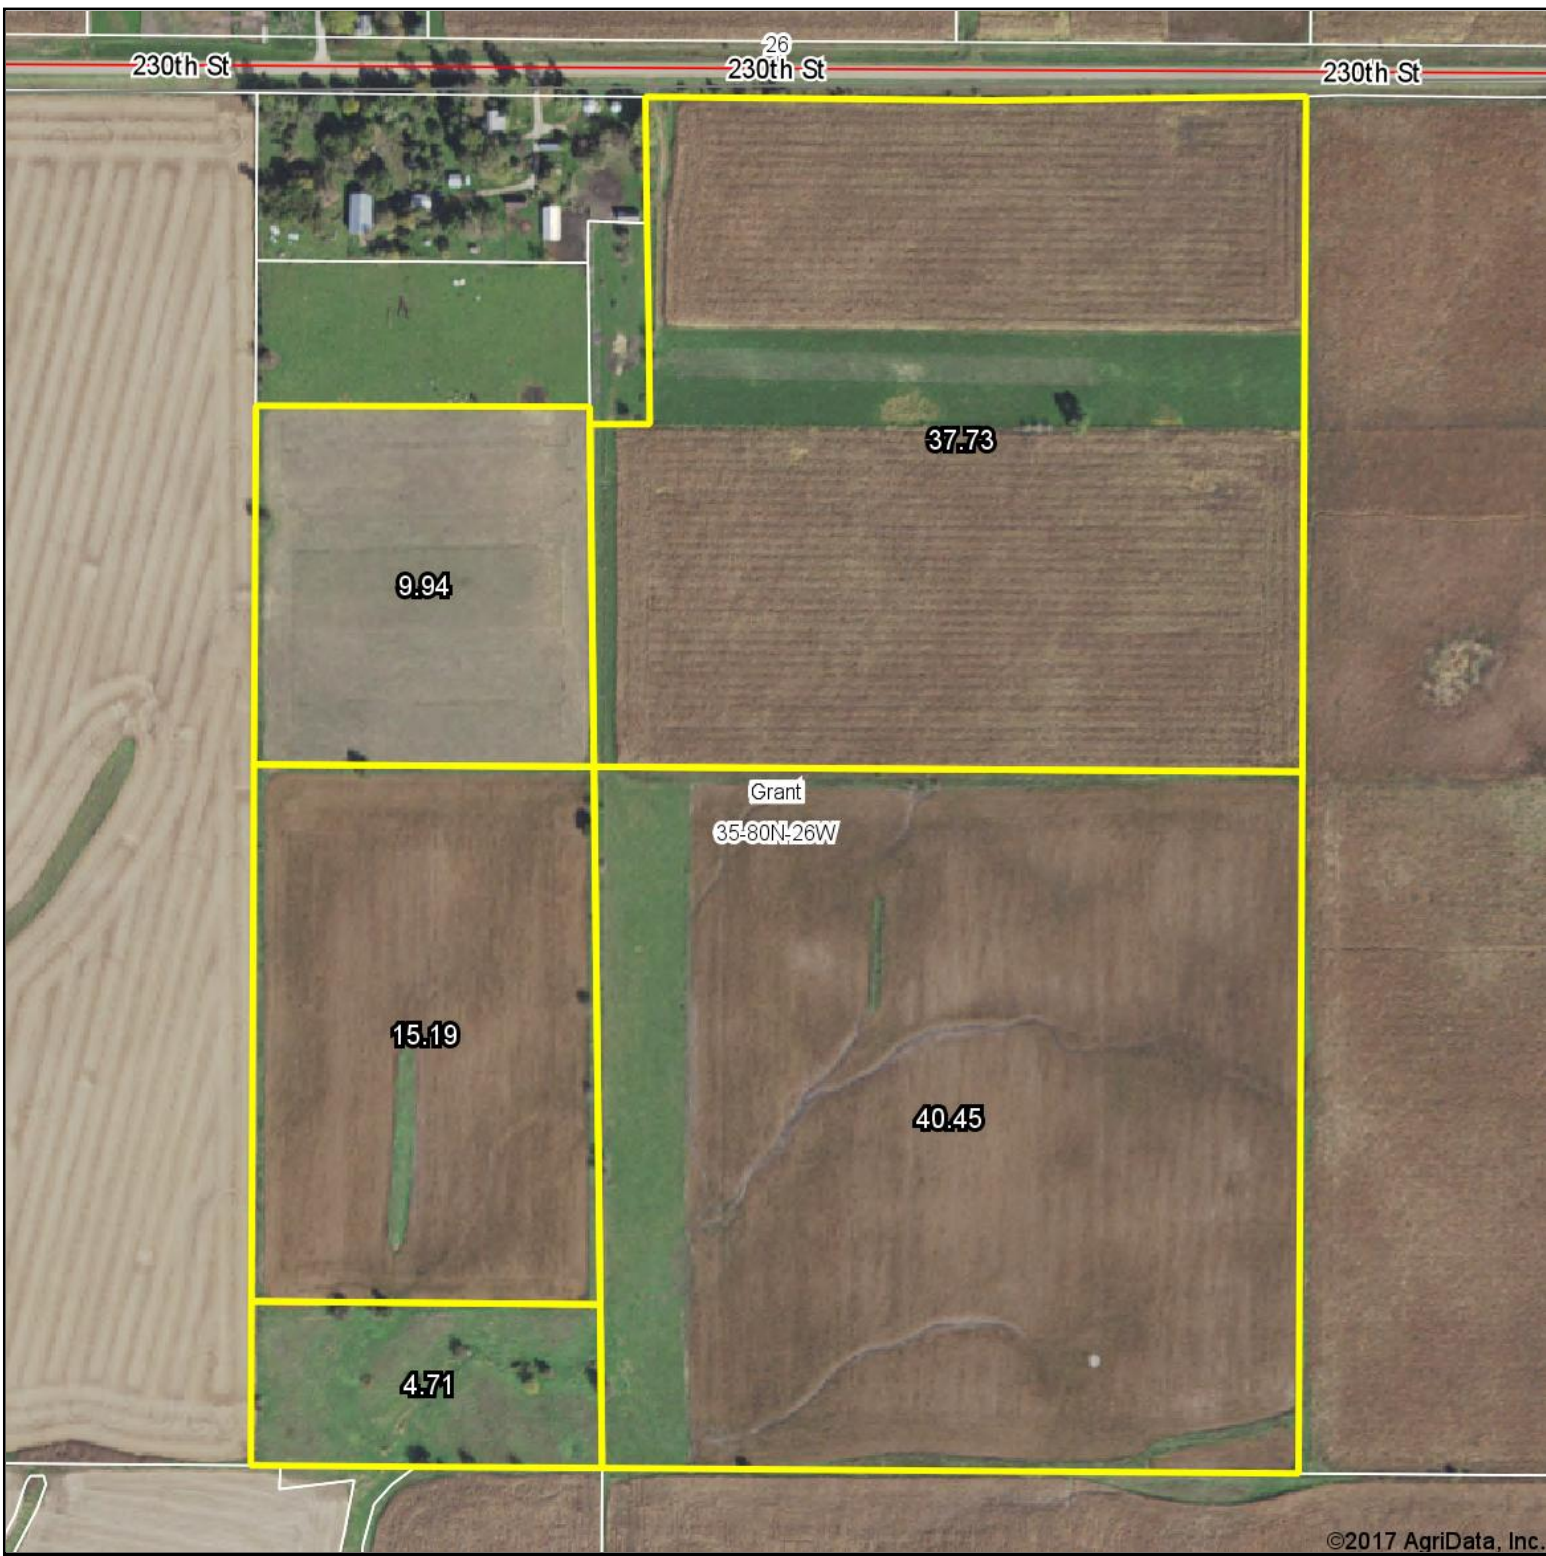 26
230th St
230th St
230th St
37.73
9.94
Grant
35-80N-26W
15.19
40.45
4.71
©2017 AgriData, Inc.